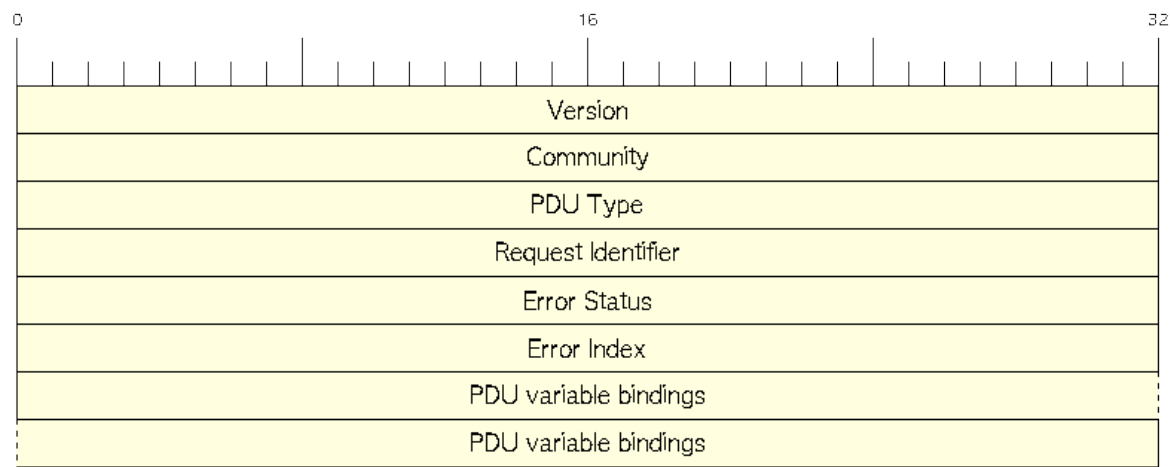 0 16 32
Version
Community
PDU Type
Request Identifier
Error Status
Error Index
PDU variable bindings
PDU variable bindings